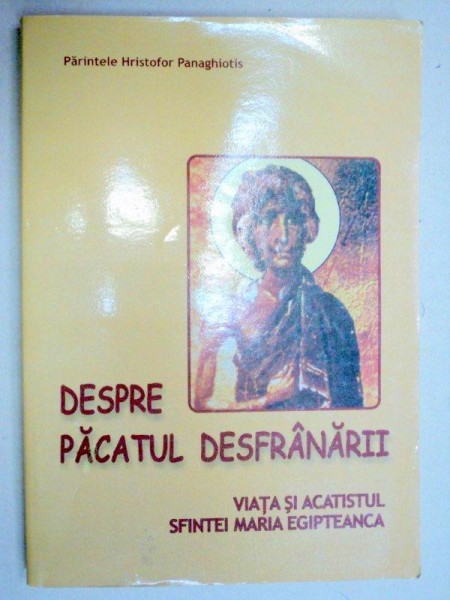 Părintele Hristofor Panaghiotis
DESPRE
PĂCATUL DESFRÂNĂRII
VIAȚA ȘI ACATISTUL
SFINTEI MARIA EGIPTEANCA